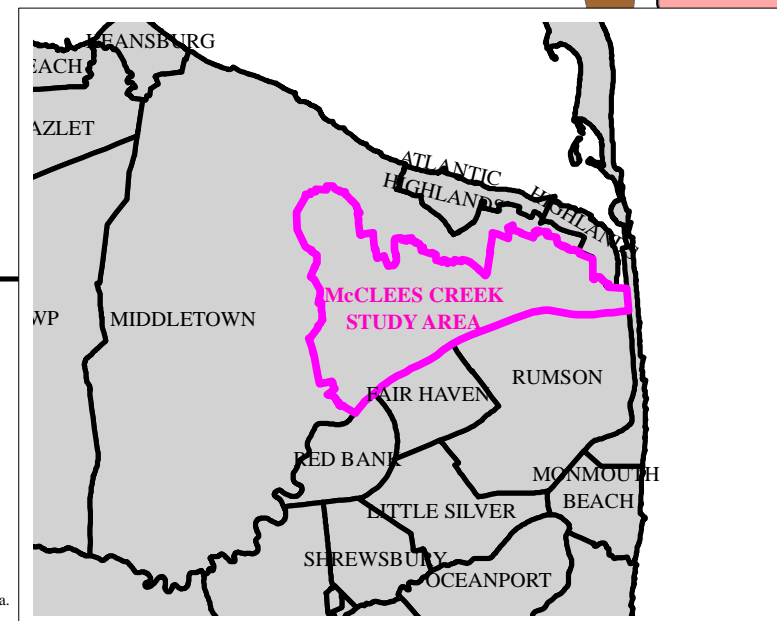 KEANSBURG
EACH
AZLET
ATLANTIC
HIGHLANDS
HIGHLANDS
McCLEES CREEK
STUDY AREA
WP
MIDDLETOWN
RUMSON
FAIR HAVEN
RED BANK
MONMOUTH
BEACH
LITTLE SILVER
SHREWSBURY
OCEANPORT
a.